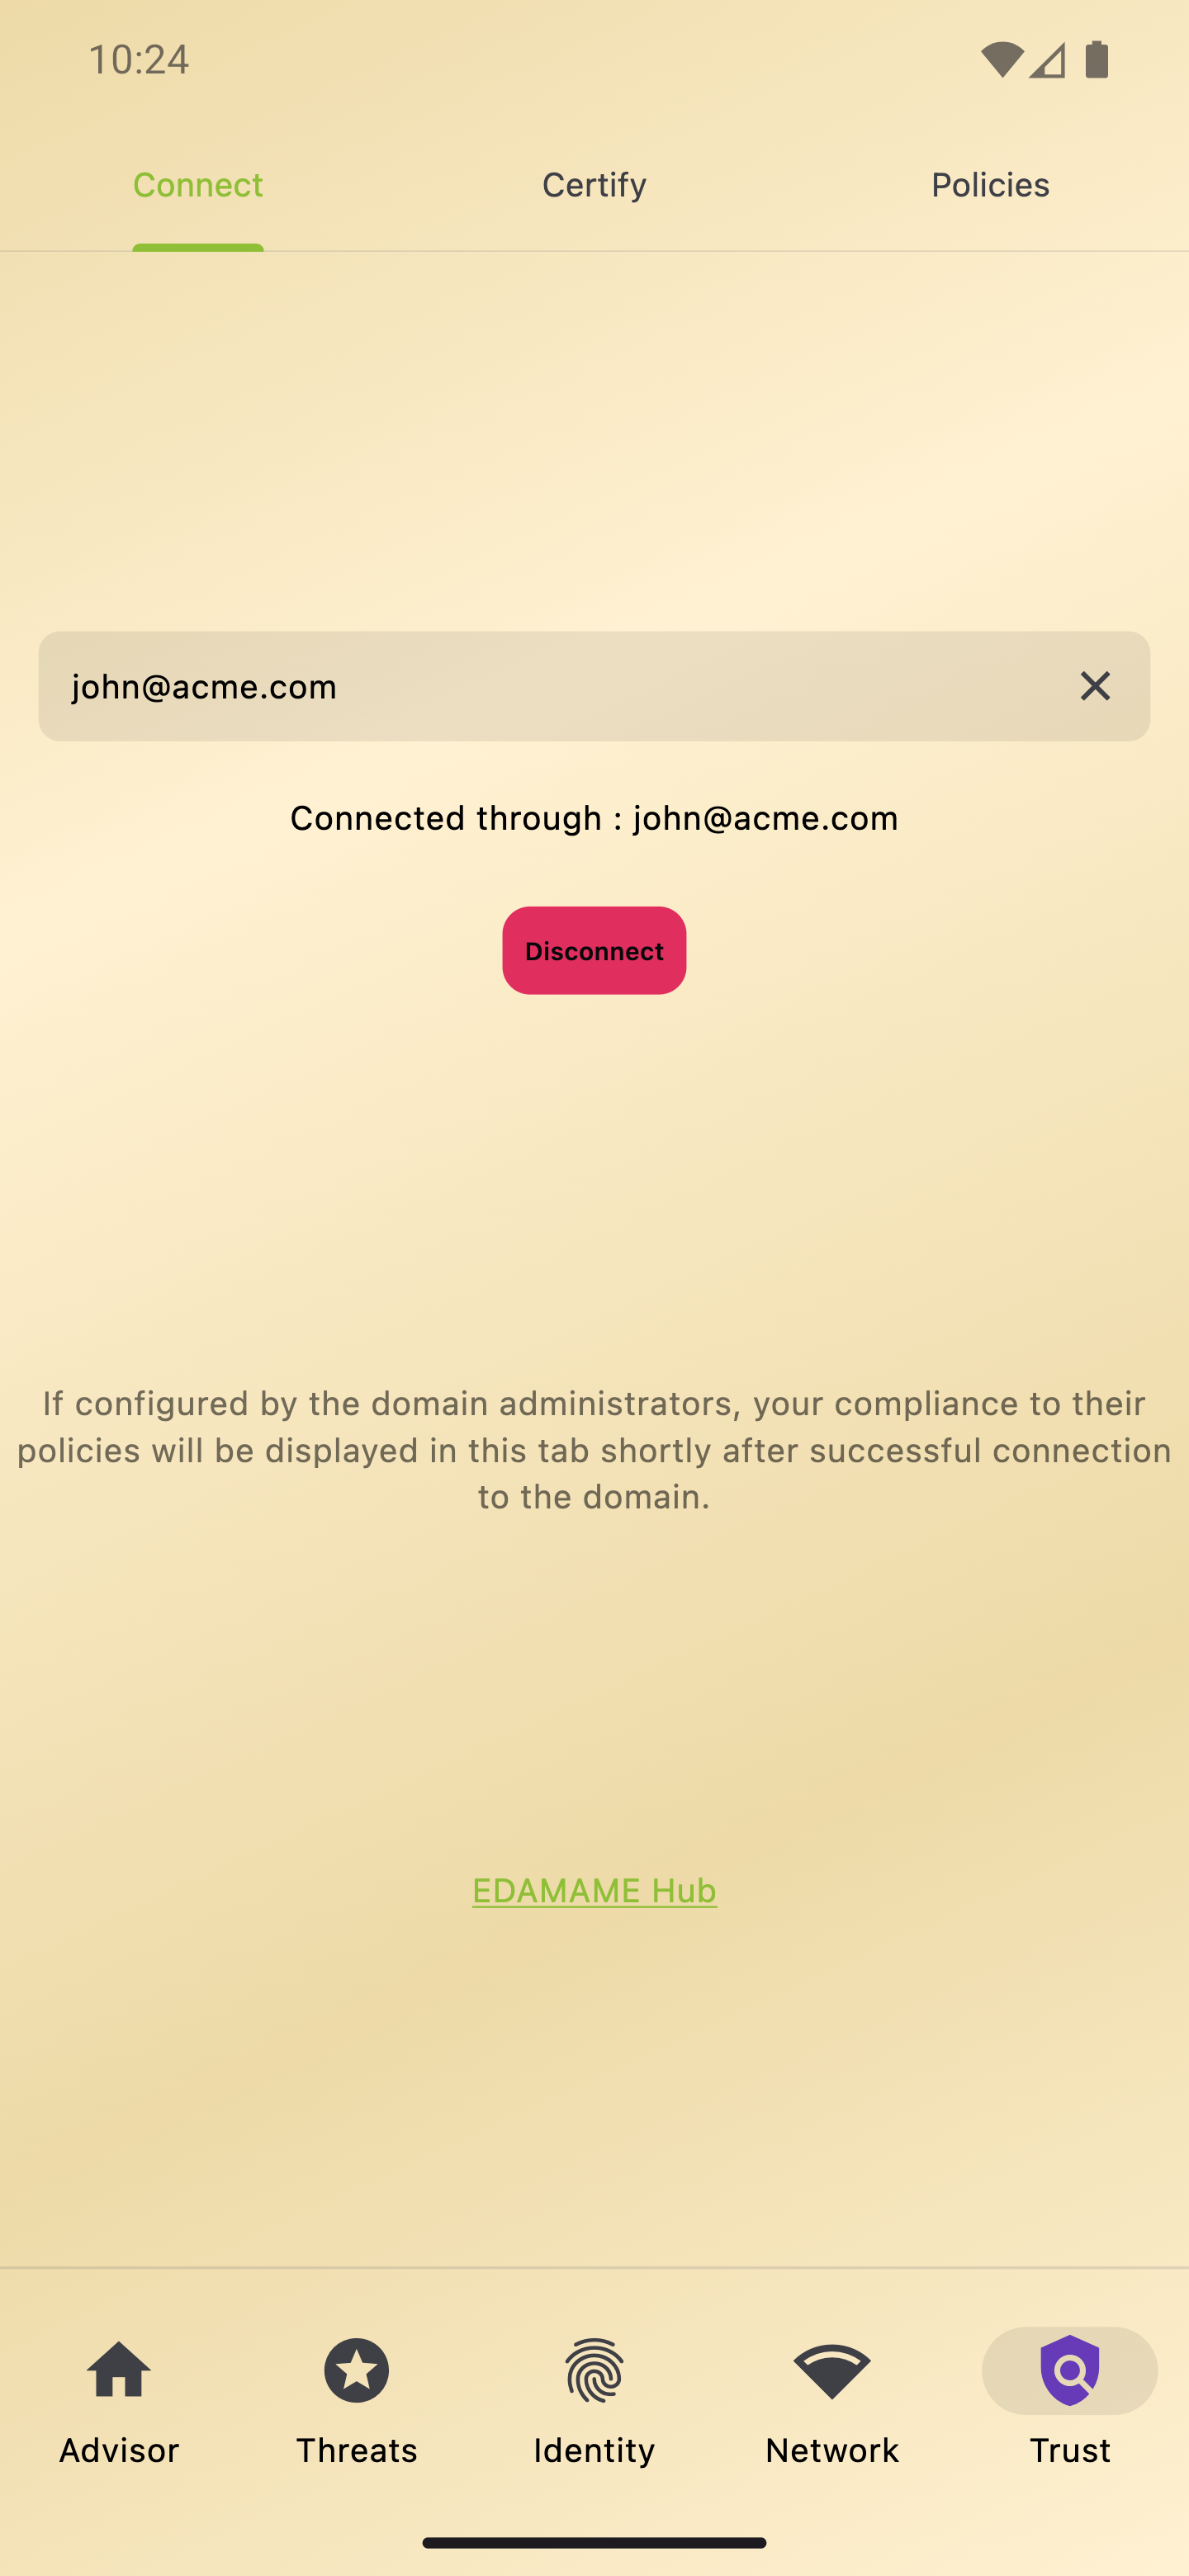 10:24
Connect
Certify
Policies
john@acme.com
Connected through : john@acme.com
Disconnect
If configured by the domain administrators, your compliance to their
policies will be displayed in this tab shortly after successful connection
to the domain.
EDAMAME Hub
Advisor
Threats
Identity
Network
Trust